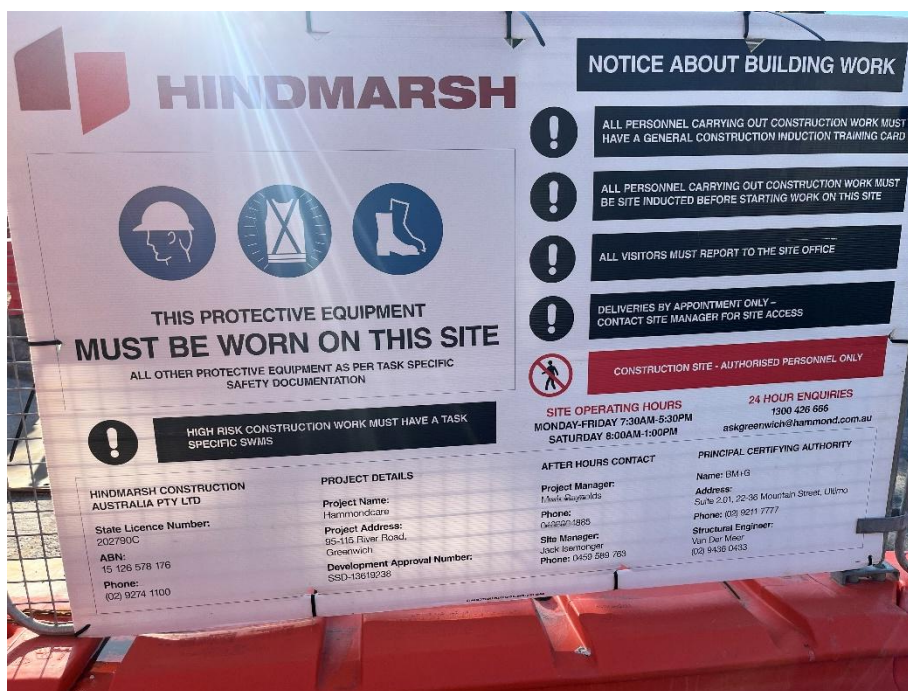 HINDMARSH
THIS PROTECTIVE EQUIPMENT
MUST BE WORN ON THIS SITE
ALL OTHER PROTECTIVE EQUIPMENT AS PER TASK SPECIFIC
SAFETY DOCUMENTATION
HIGH RISK CONSTRUCTION WORK MUST HAVE A TASK
SPECIFIC SWMS
NOTICE ABOUT BUILDING WORK
ALL PERSONNEL CARRYING OUT CONSTRUCTION WORK MUST
HAVE A GENERAL CONSTRUCTION INDUCTION TRAINING CARD
ALL PERSONNEL CARRYING OUT CONSTRUCTION WORK MUST
BE SITE INDUCTED BEFORE STARTING WORK ON THIS SITE
ALL VISITORS MUST REPORT TO THE SITE OFFICE
DELIVERIES BY APPOINTMENT ONLY –
CONTACT SITE MANAGER FOR SITE ACCESS
CONSTRUCTION SITE - AUTHORISED PERSONNEL ONLY
SITE OPERATING HOURS
MONDAY-FRIDAY 7:30AM-5:30PM
SATURDAY 8:00AM-1:00PM
24 HOUR ENQUIRIES
1300 426 666
askgreenwich@hammond.com.au
HINDMARSH CONSTRUCTION
AUSTRALIA PTY LTD
State Licence Number:
202790C
ABN:
15 126 578 176
Phone:
(02) 9274 1100
PROJECT DETAILS
Project Name:
Hammondcare
Project Address:
95-115 River Road,
Greenwich
Development Approval Number:
SSD-13619238
AFTER HOURS CONTACT
Project Manager:
Phone:
Site Manager:
Jack Isemonger
Phone: 0459 589 763
PRINCIPAL CERTIFYING AUTHORITY
Name: BM+G
Address:
Suite 2.01, 22-36 Mountain Street, Ultimo
Phone: (02) 9211 7777
Structural Engineer:
Van Der Meer
(02) 9436 0433